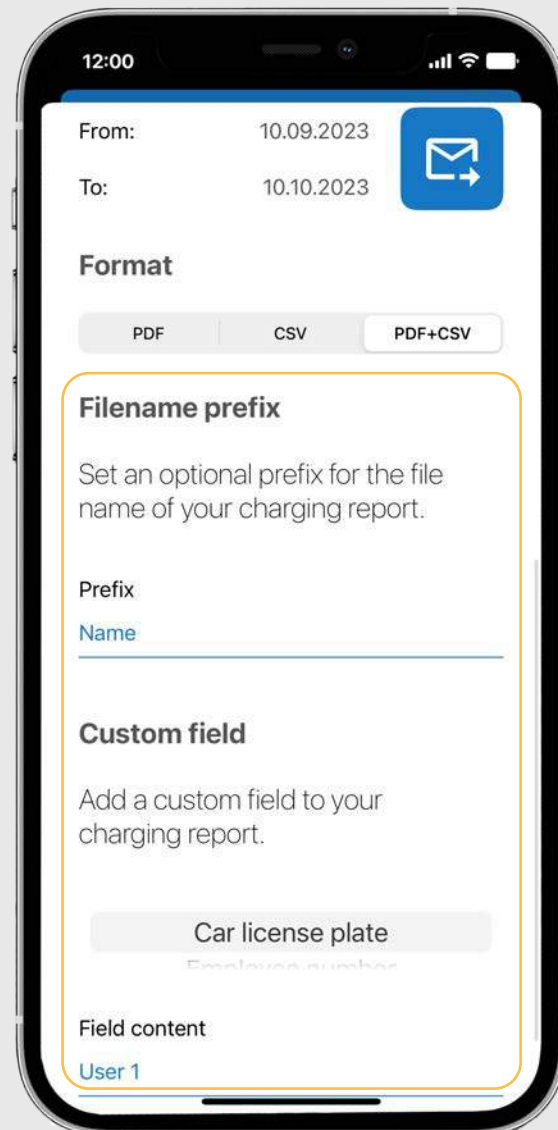 12:00
From: 10.09.2023
To: 10.10.2023
Format
PDF CSV PDF+CSV
Filename prefix
Set an optional prefix for the file
name of your charging report.
Prefix
Name
Custom field
Add a custom field to your
charging report.
Car license plate
Employee number
Field content
User 1